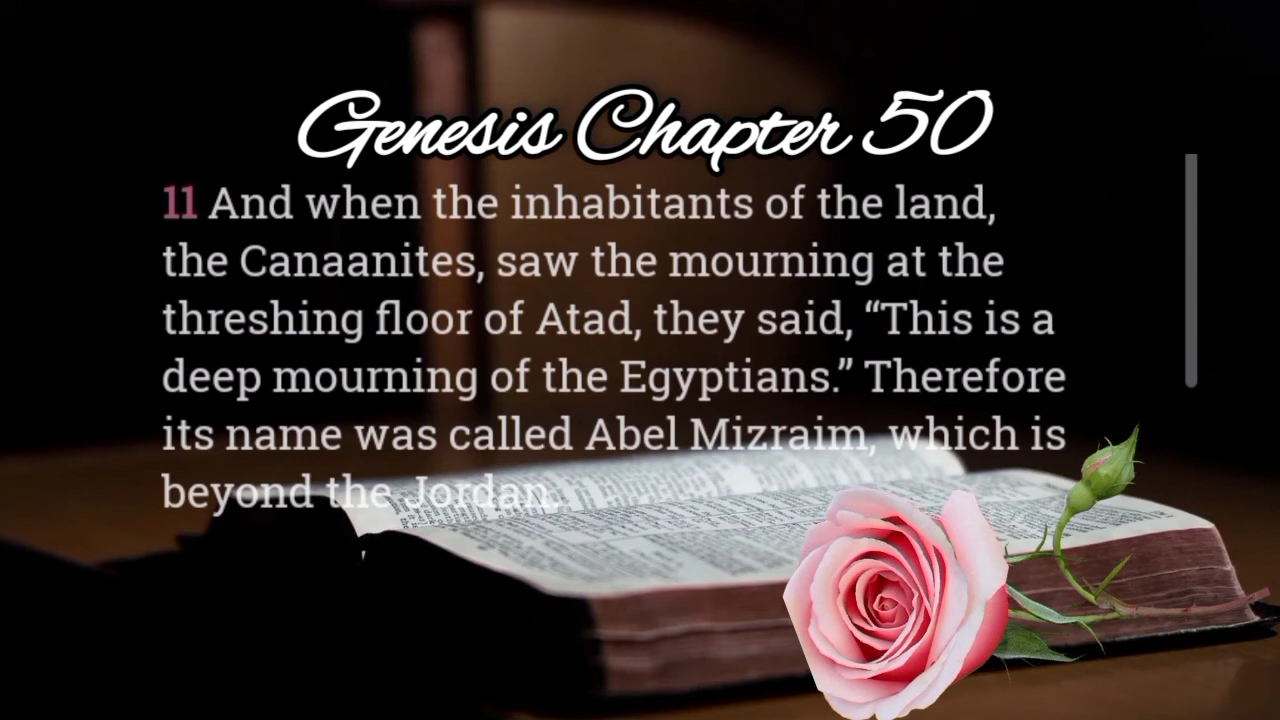 Genesis Chapter 50
11 And when the inhabitants of the land,
the Canaanites, saw the mourning at the
threshing floor of Atad, they said, “This is a
deep mourning of the Egyptians.” Therefore
its name was called Abel Mizraim, which is
beyond the Jordan.